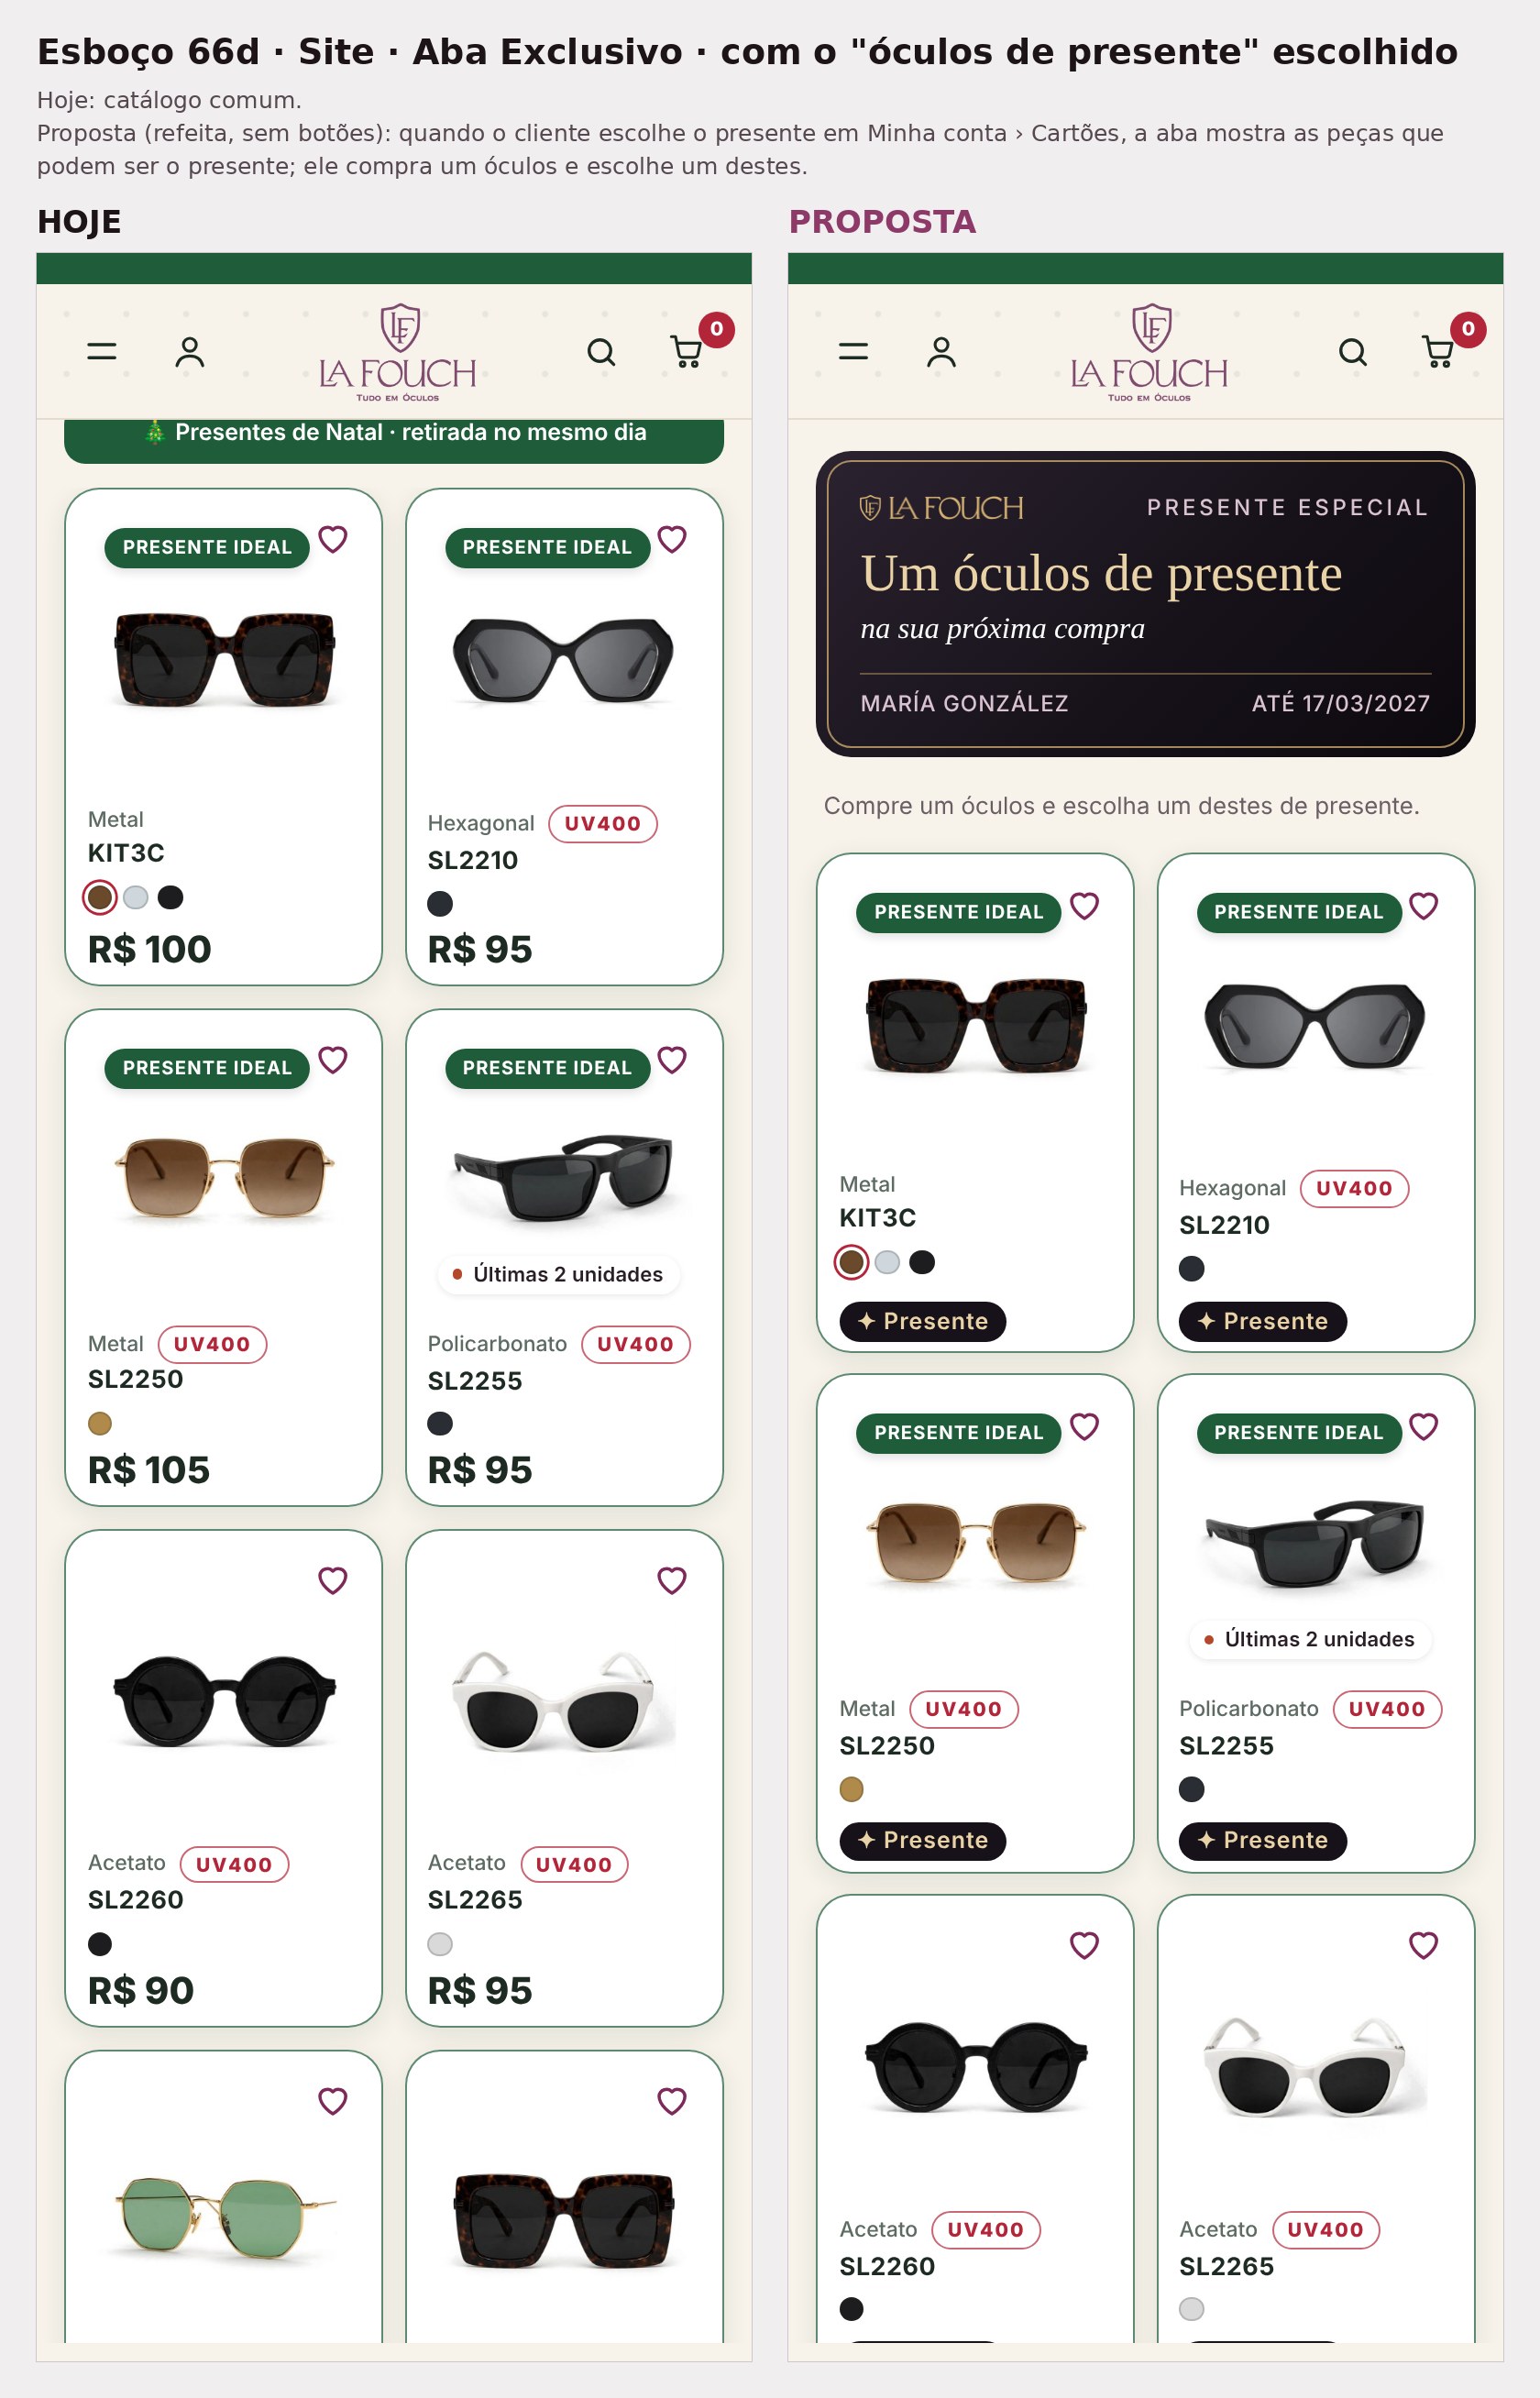 Esboço 66d · Site · Aba Exclusivo · com o "óculos de presente" escolhido
Hoje: catálogo comum.
Proposta (refeita, sem botões): quando o cliente escolhe o presente em Minha conta › Cartões, a aba mostra as peças que
podem ser o presente; ele compra um óculos e escolhe um destes.
HOJE
LF
LA FOUCH
TUDO EM ÓCULOS
0
🎄 Presentes de Natal · retirada no mesmo dia
PRESENTE IDEAL
Metal
KIT3C
R$ 100
PRESENTE IDEAL
Hexagonal UV400
SL2210
R$ 95
PRESENTE IDEAL
Metal UV400
SL2250
R$ 105
PRESENTE IDEAL
Últimas 2 unidades
Policarbonato UV400
SL2255
R$ 95
Acetato UV400
SL2260
R$ 90
Acetato UV400
SL2265
R$ 95
PROPOSTA
LF
LA FOUCH
TUDO EM ÓCULOS
0
LF LA FOUCH
PRESENTE ESPECIAL
Um óculos de presente
na sua próxima compra
MARÍA GONZÁLEZ
ATÉ 17/03/2027
Compre um óculos e escolha um destes de presente.
PRESENTE IDEAL
Metal
KIT3C
✦ Presente
PRESENTE IDEAL
Hexagonal UV400
SL2210
✦ Presente
PRESENTE IDEAL
Metal UV400
SL2250
✦ Presente
PRESENTE IDEAL
Últimas 2 unidades
Policarbonato UV400
SL2255
✦ Presente
Acetato UV400
SL2260
Acetato UV400
SL2265